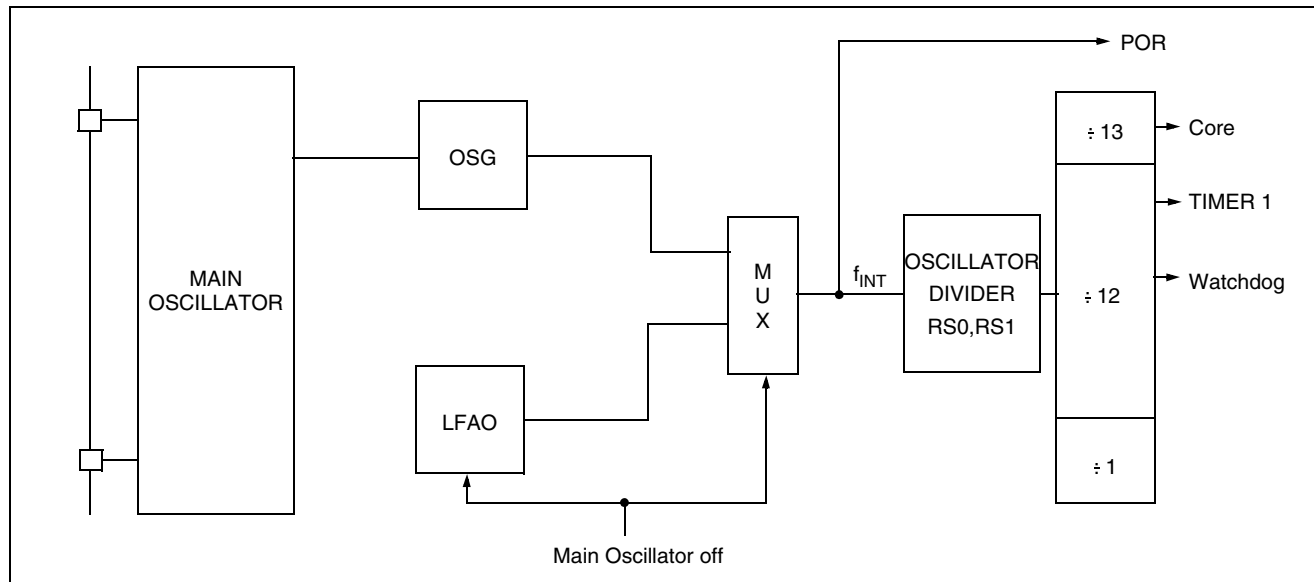 POR
÷ 13
Core
OSG
TIMER 1
MAIN
OSCILLATOR
M
U
X
fINT
OSCILLATOR
DIVIDER
RS0,RS1
÷ 12
Watchdog
LFAO
÷ 1
Main Oscillator off